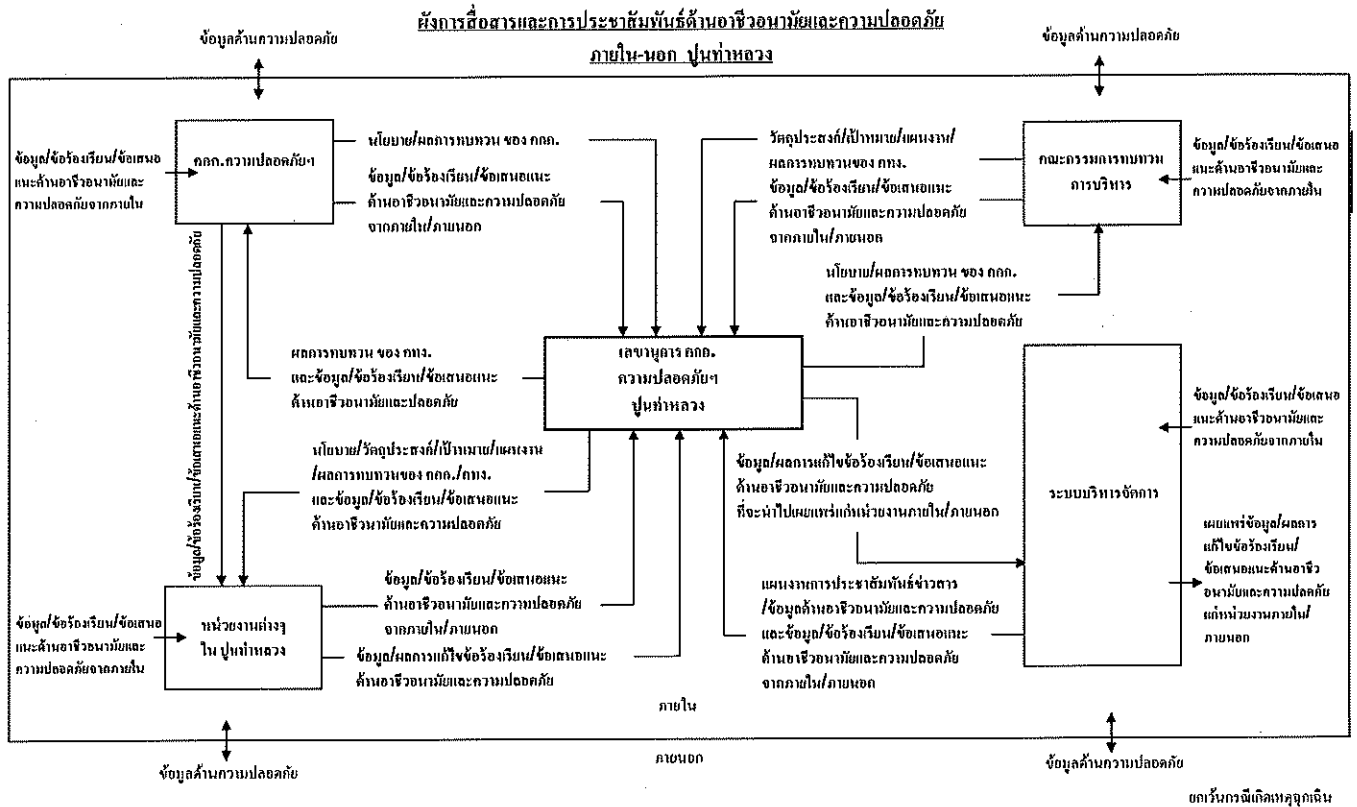 ผังการสื่อสารและการประชาสัมพันธ์ด้านอาชีวอนามัยและความปลอดภัย
ภายใน-นอก ปูนท่าหลวง
ข้อมูลด้านความปลอดภัย
ข้อมูลด้านความปลอดภัย
ข้อมูล/ข้อร้องเรียน/ข้อเสนอ
แนะด้านอาชีวอนามัยและ
ความปลอดภัยจากภายใน
คกก.ความปลอดภัยฯ
นโยบาย/ผลการทบทวน ของ คกก.
ข้อมูล/ข้อร้องเรียน/ข้อเสนอแนะ
ด้านอาชีวอนามัยและความปลอดภัย
จากภายใน/ภายนอก
วัตถุประสงค์/เป้าหมาย/แผนงาน/
ผลการทบทวนของ คทง.
ข้อมูล/ข้อร้องเรียน/ข้อเสนอแนะ
ด้านอาชีวอนามัยและความปลอดภัย
จากภายใน/ภายนอก
คณะกรรมการทบทวน
การบริหาร
ข้อมูล/ข้อร้องเรียน/ข้อเสนอ
แนะด้านอาชีวอนามัยและ
ความปลอดภัยจากภายใน
ข้อมูล/ข้อร้องเรียน/ข้อเสนอแนะด้านอาชีวอนามัยและความปลอดภัย
นโยบาย/ผลการทบทวน ของ คกก.
และข้อมูล/ข้อร้องเรียน/ข้อเสนอแนะ
ด้านอาชีวอนามัยและความปลอดภัย
ผลการทบทวน ของ คทง.
และข้อมูล/ข้อร้องเรียน/ข้อเสนอแนะ
ด้านอาชีวอนามัยและปลอดภัย
เลขานุการ คกก.
ความปลอดภัยฯ
ปูนท่าหลวง
ข้อมูล/ข้อร้องเรียน/ข้อเสนอ
แนะด้านอาชีวอนามัยและ
ความปลอดภัยจากภายใน
นโยบาย/วัตถุประสงค์/เป้าหมาย/แผนงาน
/ผลการทบทวนของ คกก./คทง.
และข้อมูล/ข้อร้องเรียน/ข้อเสนอแนะ
ด้านอาชีวอนามัยและความปลอดภัย
ข้อมูล/ผลการแก้ไขข้อร้องเรียน/ข้อเสนอแนะ
ด้านอาชีวอนามัยและความปลอดภัย
ที่จะนำไปเผยแพร่แก่หน่วยงานภายใน/ภายนอก
ระบบบริหารจัดการ
เผยแพร่ข้อมูล/ผลการ
แก้ไขข้อร้องเรียน/
ข้อเสนอแนะด้านอาชีว
อนามัยและความปลดภัย
แก่หน่วยงานภายใน/
ภายนอก
ข้อมูล/ข้อร้องเรียน/ข้อเสนอ
แนะด้านอาชีวอนามัยและ
ความปลอดภัยจากภายใน
หน่วยงานต่างๆ
ใน ปูนท่าหลวง
ข้อมูล/ข้อร้องเรียน/ข้อเสนอแนะ
ด้านอาชีวอนามัยและความปลอดภัย
จากภายใน/ภายนอก
ข้อมูล/ผลการแก้ไขข้อร้องเรียน/ข้อเสนอแนะ
ด้านอาชีวอนามัยและความปลอดภัย
แผนงานการประชาสัมพันธ์ข่าวสาร
/ข้อมูลด้านอาชีวอนามัยและความปลอดภัย
และข้อมูล/ข้อร้องเรียน/ข้อเสนอแนะ
ด้านอาชีวอนามัยและความปลอดภัย
จากภายใน/ภายนอก
ภายใน
ภายนอก
ข้อมูลด้านความปลอดภัย
ข้อมูลด้านความปลอดภัย
ยกเว้นกรณีเกิดเหตุฉุกเฉิน